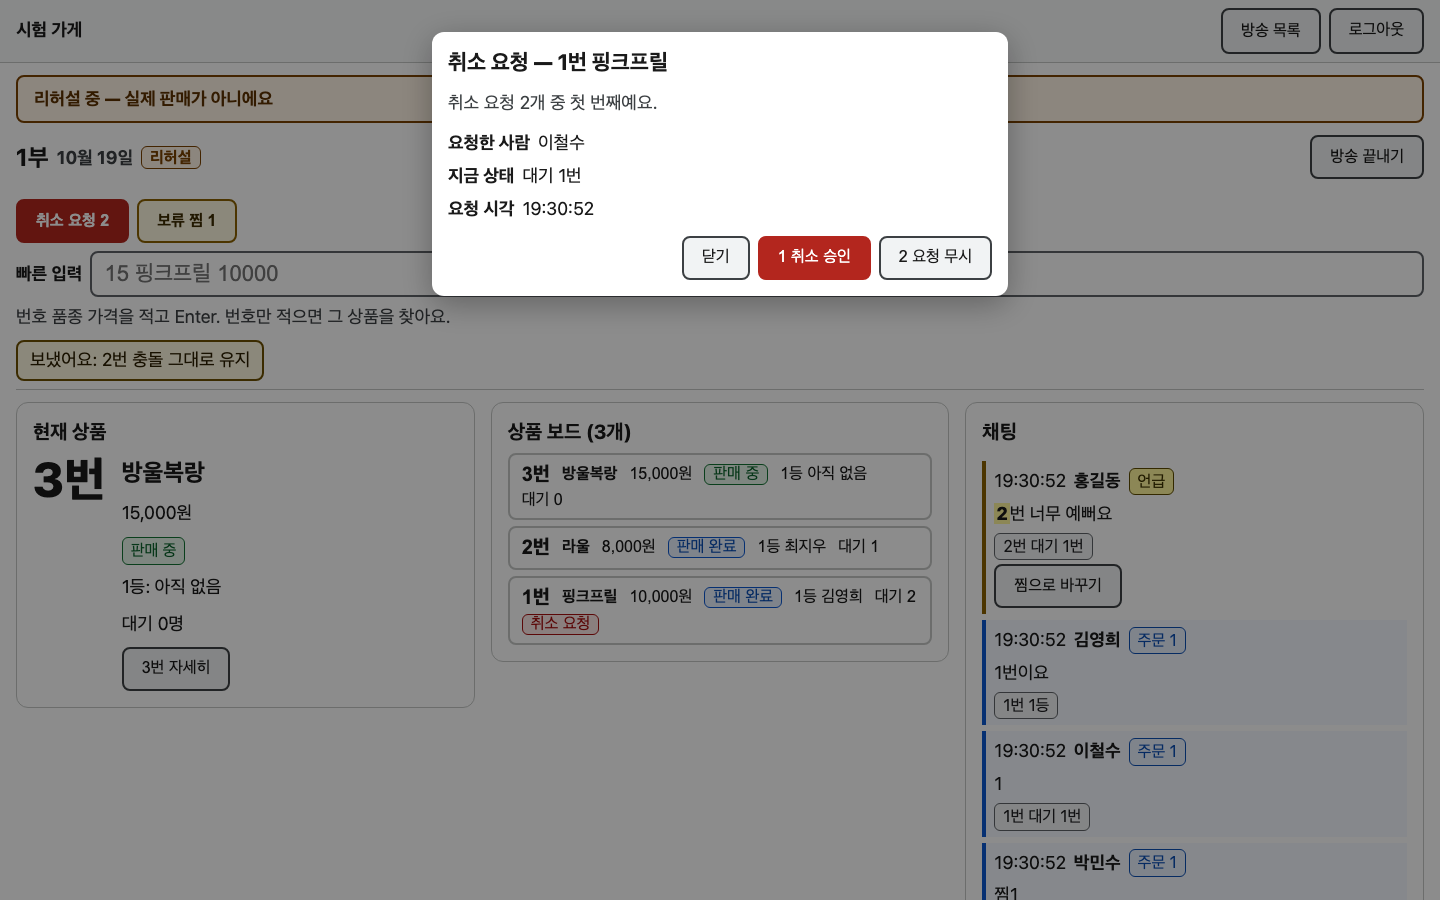 시험 가게
방송 목록
로그아웃
리허설 중 — 실제 판매가 아니에요
1부 10월 19일 리허설
방송 끝내기
취소 요청 2
보류 찜 1
빠른 입력
15 핑크프릴 10000
번호 품종 가격을 적고 Enter. 번호만 적으면 그 상품을 찾아요.
보냈어요: 2번 충돌 그대로 유지
취소 요청 — 1번 핑크프릴
취소 요청 2개 중 첫 번째예요.
요청한 사람 이철수
지금 상태 대기 1번
요청 시각 19:30:52
닫기
1 취소 승인
2 요청 무시
현재 상품
3번 방울복랑
15,000원
판매 중
1등: 아직 없음
대기 0명
3번 자세히
상품 보드 (3개)
3번 방울복랑 15,000원 판매 중 1등 아직 없음
대기 0
2번 라울 8,000원 판매 완료 1등 최지우 대기 1
1번 핑크프릴 10,000원 판매 완료 1등 김영희 대기 2
취소 요청
채팅
19:30:52 홍길동 언급
2번 너무 예뻐요
2번 대기 1번
찜으로 바꾸기
19:30:52 김영희 주문 1
1번이요
1번 1등
19:30:52 이철수 주문 1
1
1번 대기 1번
19:30:52 박민수 주문 1
찜1